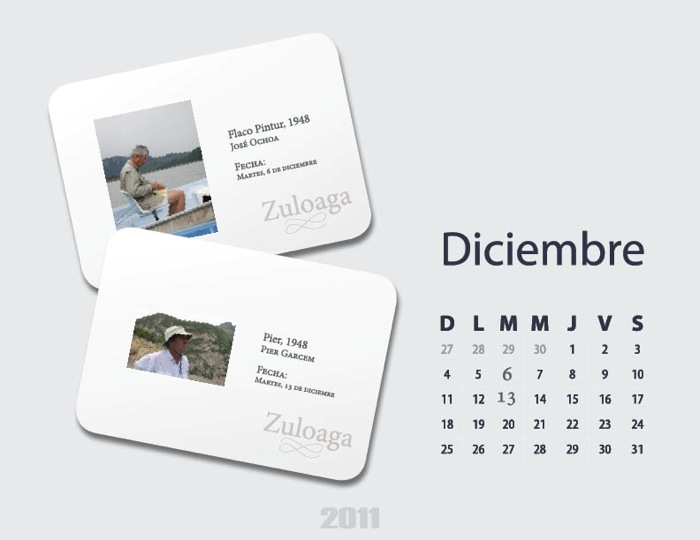 Flaco Pintur, 1948
José Ochoa
Fecha:
Martes, 6 de diciembre
Zuloaga
Pier, 1948
Pier Garcem
Fecha:
Martes, 13 de diciembre
Zuloaga
Diciembre
D L M M J V S
27 28 29 30 1 2 3
4 5 6 7 8 9 10
11 12 13 14 15 16 17
18 19 20 21 22 23 24
25 26 27 28 29 30 31
2011